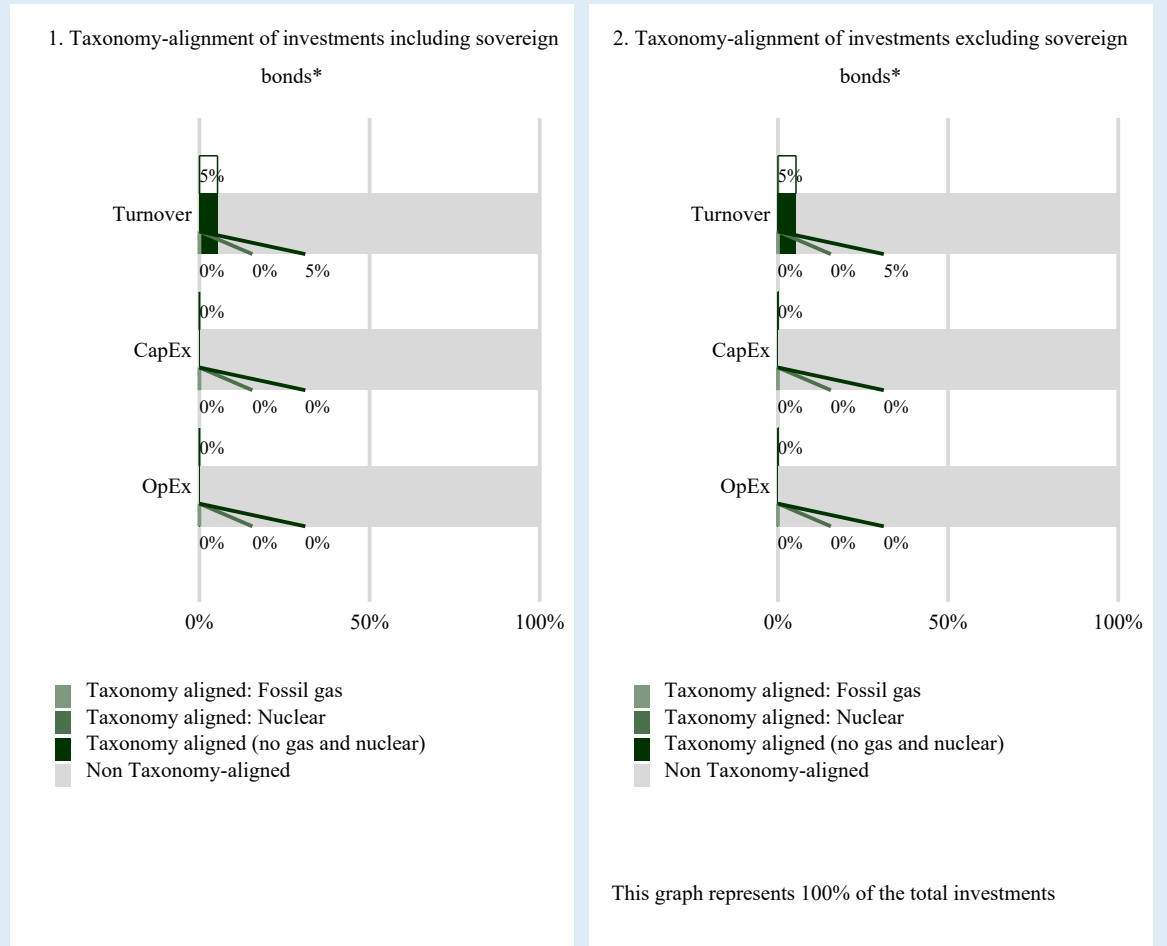 1. Taxonomy-alignment of investments including sovereign
bonds*
5%
Turnover
0% 0% 5%
0%
CapEx
0% 0% 0%
0%
OpEx
0% 0% 0%
0% 50% 100%
Taxonomy aligned: Fossil gas
Taxonomy aligned: Nuclear
Taxonomy aligned (no gas and nuclear)
Non Taxonomy-aligned
2. Taxonomy-alignment of investments excluding sovereign
bonds*
5%
Turnover
0% 0% 5%
0%
CapEx
0% 0% 0%
0%
OpEx
0% 0% 0%
0% 50% 100%
Taxonomy aligned: Fossil gas
Taxonomy aligned: Nuclear
Taxonomy aligned (no gas and nuclear)
Non Taxonomy-aligned
This graph represents 100% of the total investments